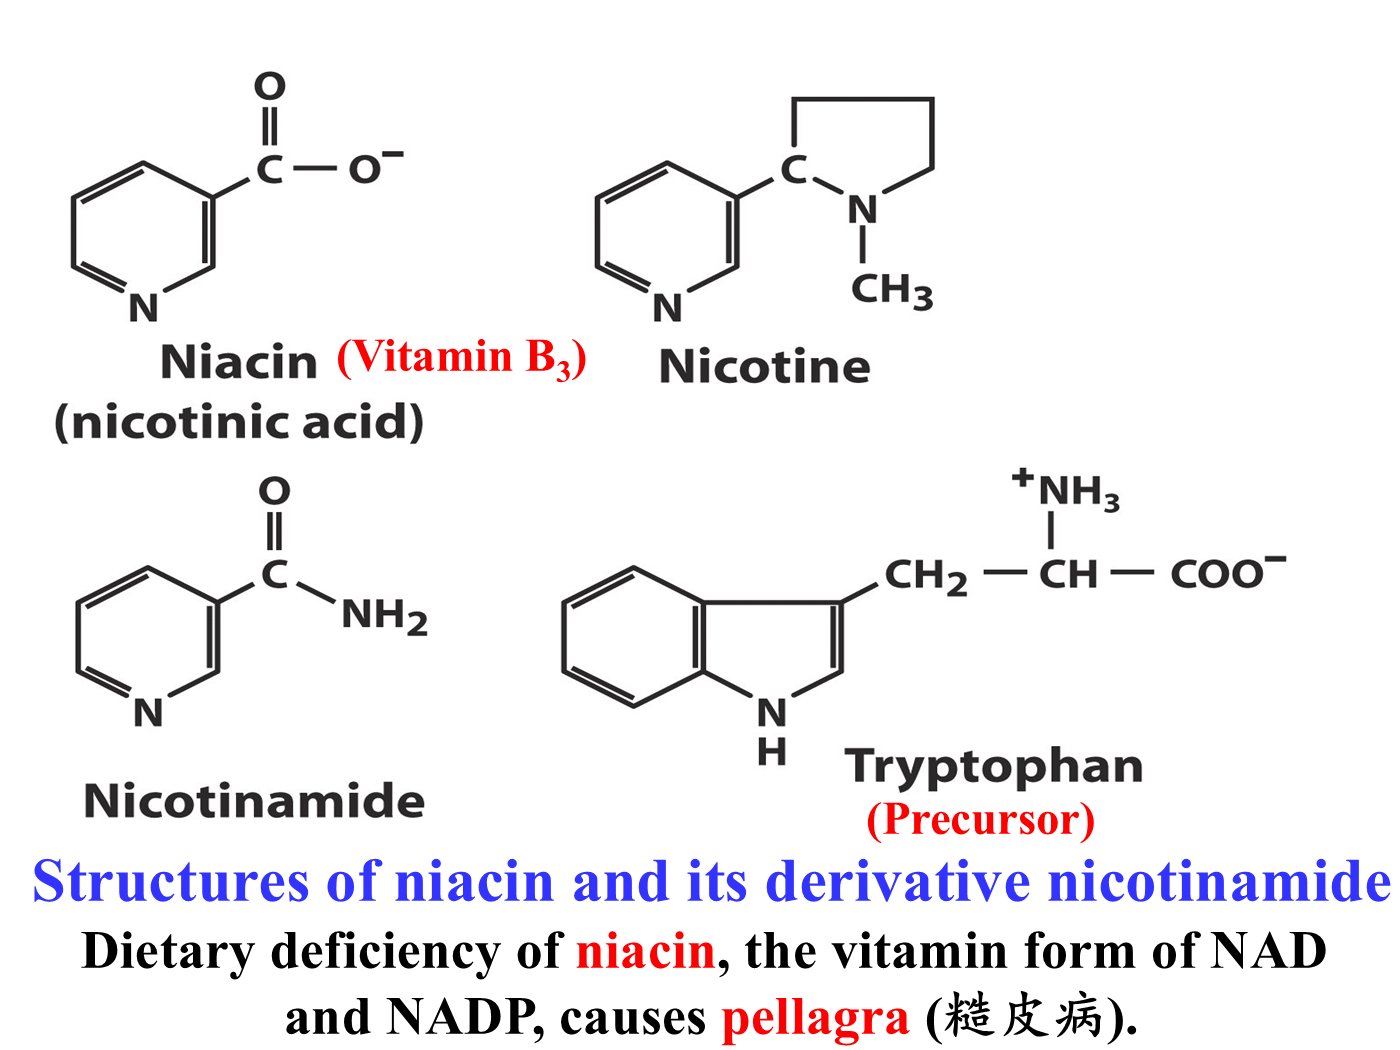 O
C — O⁻
N
Niacin (Vitamin B₃)
(nicotinic acid)
C
N
CH₃
N
Nicotine
O
C
NH₂
N
Nicotinamide
⁺NH₃
CH₂ — CH — COO⁻
N
H
Tryptophan
(Precursor)
Structures of niacin and its derivative nicotinamide
Dietary deficiency of niacin, the vitamin form of NAD
and NADP, causes pellagra (糙皮病).